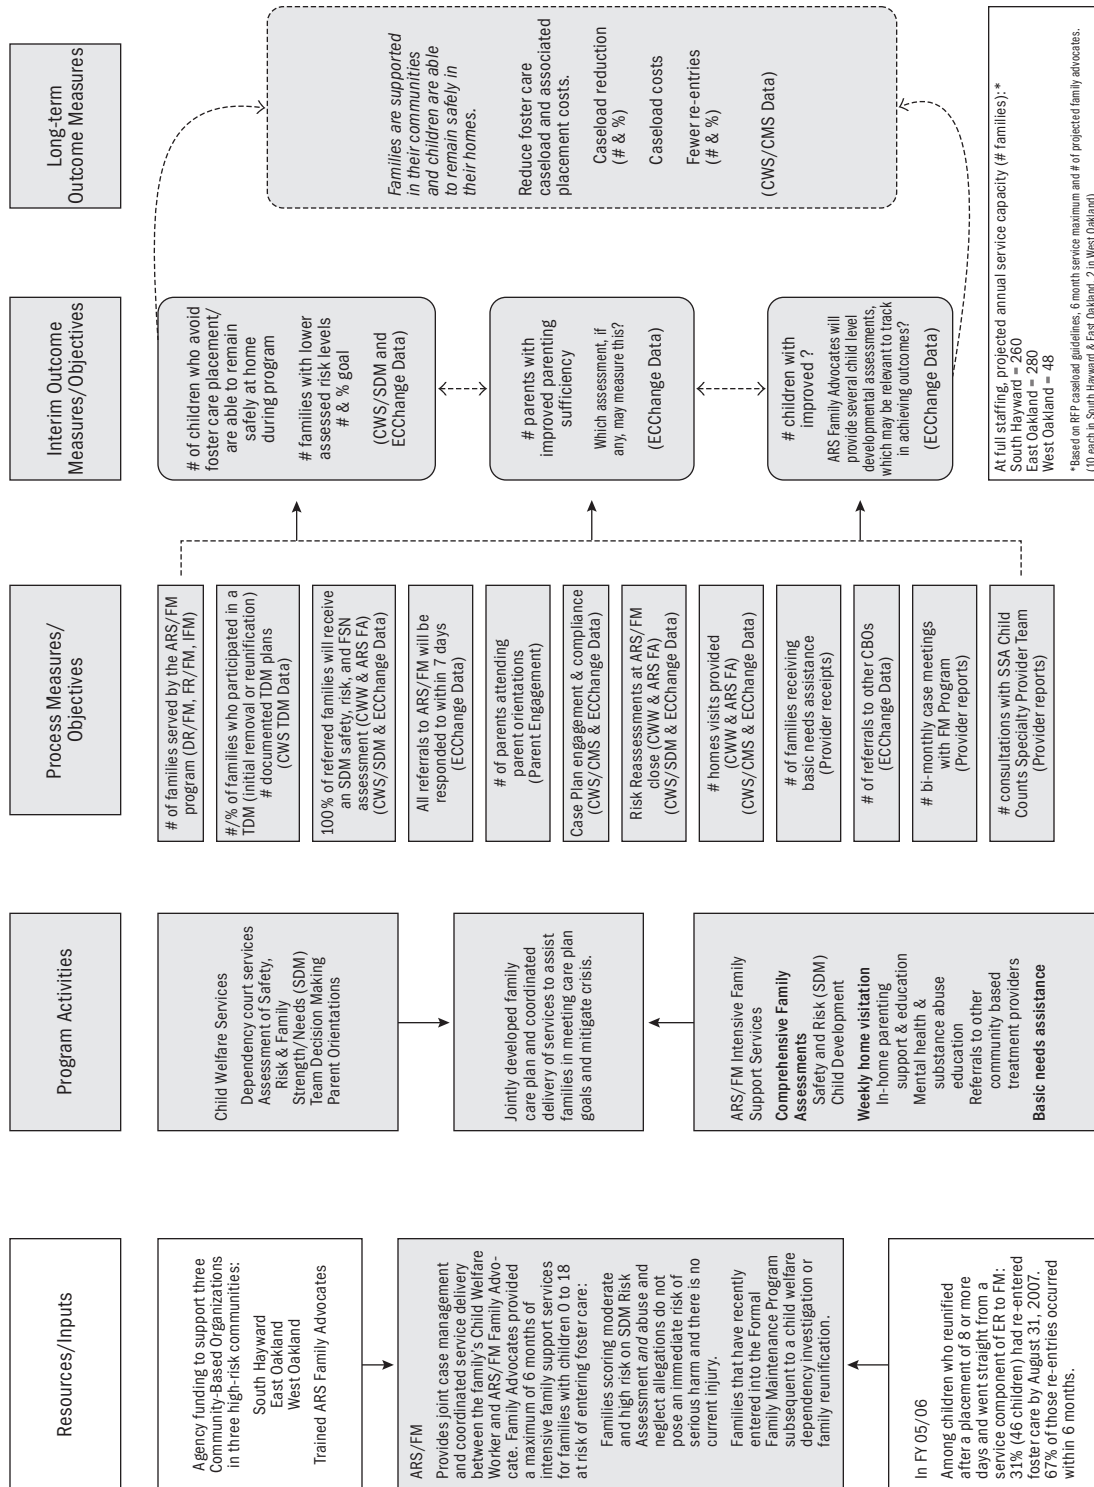 Resources/Inputs
Agency funding to support three
Community-Based Organizations
in three high-risk communities:
South Hayward
East Oakland
West Oakland
Trained ARS Family Advocates
ARS/FM
Provides joint case management
and coordinated service delivery
between the family's Child Welfare
Worker and ARS/FM Family Advo-
cate. Family Advocates provided
a maximum of 6 months of
intensive family support services
for families with children 0 to 18
at risk of entering foster care:
Families scoring moderate
and high risk on SDM Risk
Assessment and abuse and
neglect allegations do not
pose an immediate risk of
serious harm and there is no
current injury.
Families that have recently
entered into the Formal
Family Maintenance Program
subsequent to a child welfare
dependency investigation or
family reunification.
In FY 05/06
Among children who reunified
after a placement of 8 or more
days and went straight from a
service component of ER to FM:
31% (46 children) had re-entered
foster care by August 31, 2007.
67% of those re-entries occurred
within 6 months.
Program Activities
Child Welfare Services
Dependency court services
Assessment of Safety,
Risk & Family
Strength/Needs (SDM)
Team Decision Making
Parent Orientations
Jointly developed family
care plan and coordinated
delivery of services to assist
families in meeting care plan
goals and mitigate crisis.
ARS/FM Intensive Family
Support Services
Comprehensive Family
Assessments
Safety and Risk (SDM)
Child Development
Weekly home visitation
In-home parenting
support & education
Mental health &
substance abuse
education
Referrals to other
community based
treatment providers
Basic needs assistance
Process Measures/
Objectives
# of families served by the ARS/FM
program (DR/FM, FR/FM, IFM)
#/% of families who participated in a
TDM (initial removal or reunification)
# documented TDM plans
(CWS TDM Data)
100% of referred families will receive
an SDM safety, risk, and FSN
assessment (CWW & ARS FA)
(CWS/SDM & ECChange Data)
All referrals to ARS/FM will be
responded to within 7 days
(ECChange Data)
# of parents attending
parent orientations
(Parent Engagement)
Case Plan engagement & compliance
(CWS/CMS & ECChange Data)
Risk Reassessments at ARS/FM
close (CWW & ARS FA)
(CWS/SDM & ECChange Data)
# homes visits provided
(CWW & ARS FA)
(CWS/CMS & ECChange Data)
# of families receiving
basic needs assistance
(Provider receipts)
# of referrals to other CBOs
(ECChange Data)
# bi-monthly case meetings
with FM Program
(Provider reports)
# consultations with SSA Child
Counts Specialty Provider Team
(Provider reports)
Interim Outcome
Measures/Objectives
# of children who avoid
foster care placement/
are able to remain
safely at home
during program
# families with lower
assessed risk levels
# & % goal
(CWS/SDM and
ECChange Data)
# parents with
improved parenting
sufficiency
Which assessment, if
any, may measure this?
(ECChange Data)
# children with
improved ?
ARS Family Advocates will
provide several child level
developmental assessments,
which may be relevant to track
in achieving outcomes?
(ECChange Data)
Long-term
Outcome Measures
Families are supported
in their communities
and children are able
to remain safely in
their homes.
Reduce foster care
caseload and associated
placement costs.
Caseload reduction
(# & %)
Caseload costs
Fewer re-entries
(# & %)
(CWS/CMS Data)
At full staffing, projected annual service capacity (# families):*
South Hayward = 260
East Oakland = 280
West Oakland = 48
*Based on RFP caseload guidelines, 6 month service maximum and # of projected family advocates.
(10 each in South Hayward & East Oakland, 2 in West Oakland)